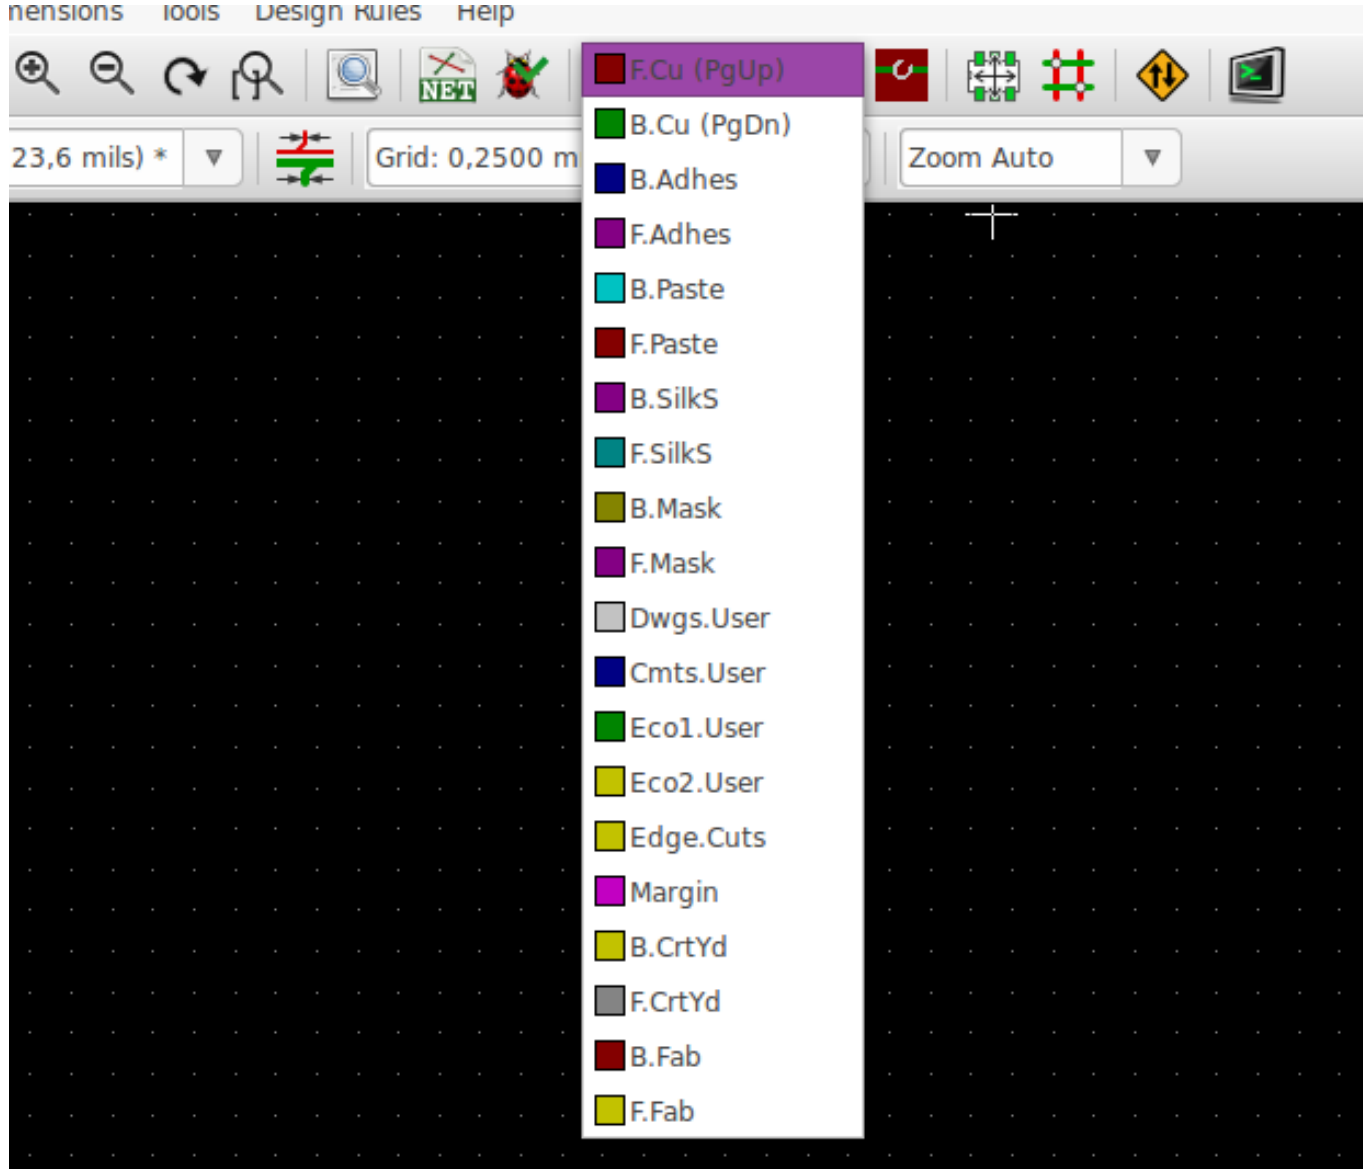 mensions Tools Design Rules Help
NET
23,6 mils) *
Grid: 0,2500 m
Zoom Auto
F.Cu (PgUp)
B.Cu (PgDn)
B.Adhes
F.Adhes
B.Paste
F.Paste
B.SilkS
F.SilkS
B.Mask
F.Mask
Dwgs.User
Cmts.User
Eco1.User
Eco2.User
Edge.Cuts
Margin
B.CrtYd
F.CrtYd
B.Fab
F.Fab